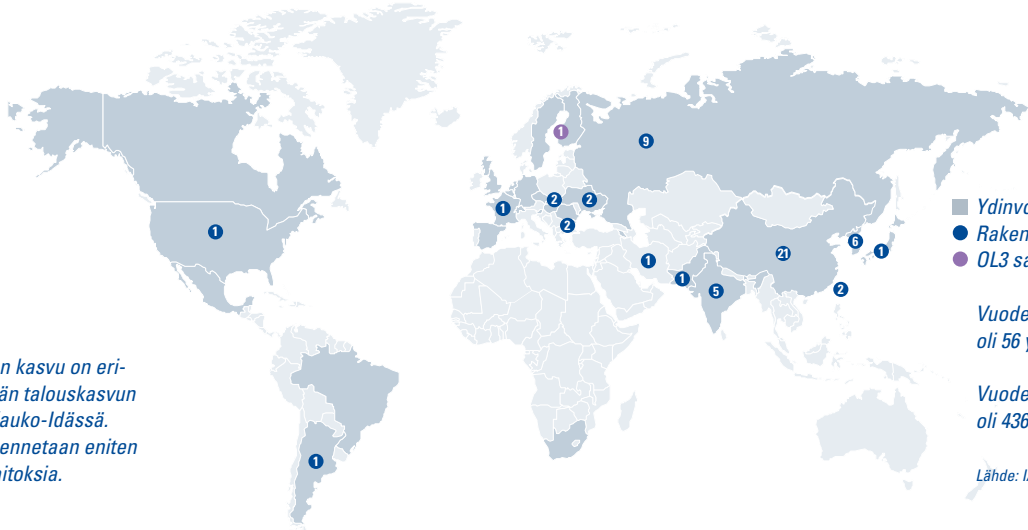 1
9
2
2
1
2
1
6
1
21
1
1
5
2
1
Ydinvo
Raken
OL3 sa
Vuode
oli 56 y
Vuode
oli 436
Lähde: IA
n kasvu on eri-
än talouskasvun
auko-Idässä.
ennetaan eniten
itoksia.